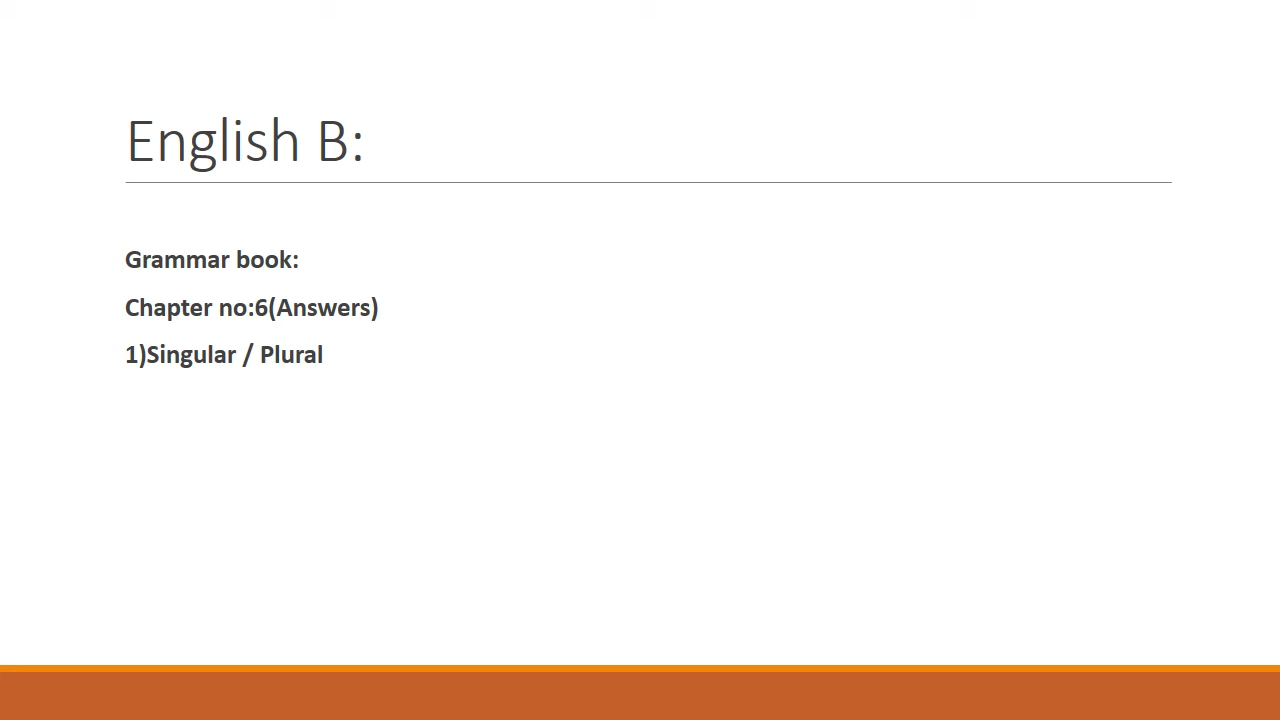 English B:
Grammar book:
Chapter no:6(Answers)
1)Singular / Plural